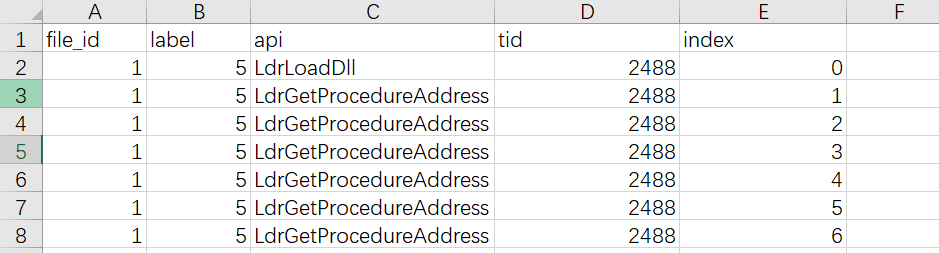 A B C D E F
1 file_id label api tid index
2 1 5 LdrLoadDll 2488 0
3 1 5 LdrGetProcedureAddress 2488 1
4 1 5 LdrGetProcedureAddress 2488 2
5 1 5 LdrGetProcedureAddress 2488 3
6 1 5 LdrGetProcedureAddress 2488 4
7 1 5 LdrGetProcedureAddress 2488 5
8 1 5 LdrGetProcedureAddress 2488 6